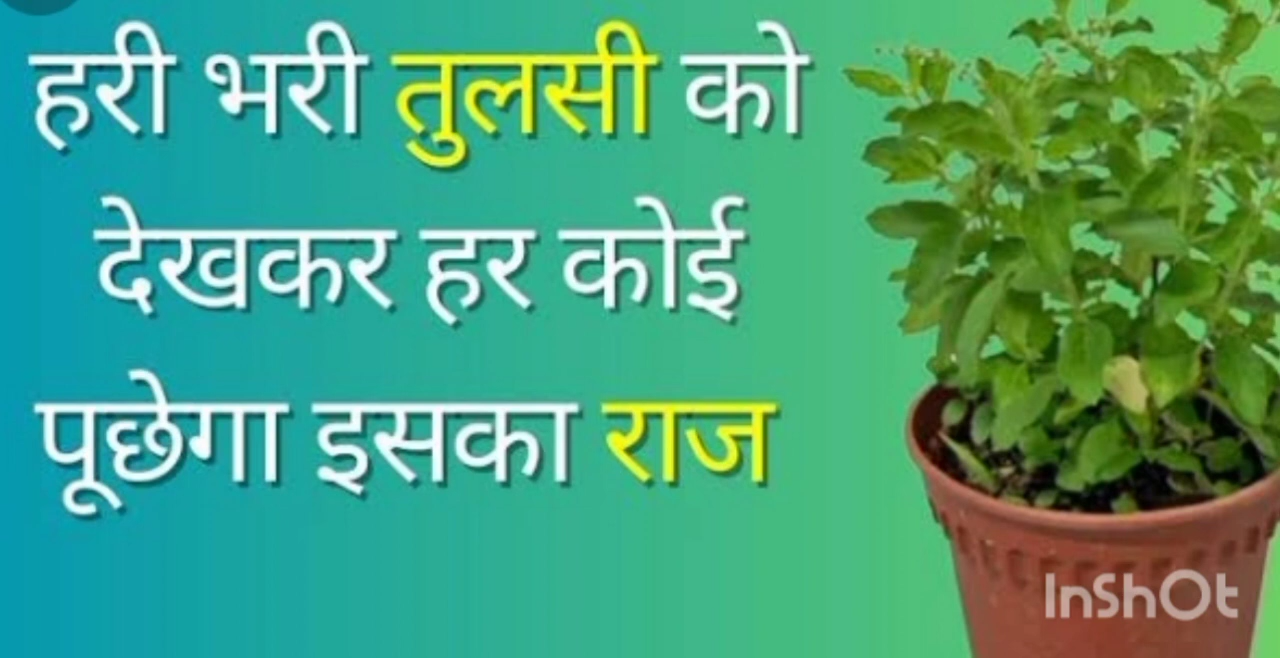 हरी भरी तुलसी को
देखकर हर कोई
पूछेगा इसका राज
InShOt